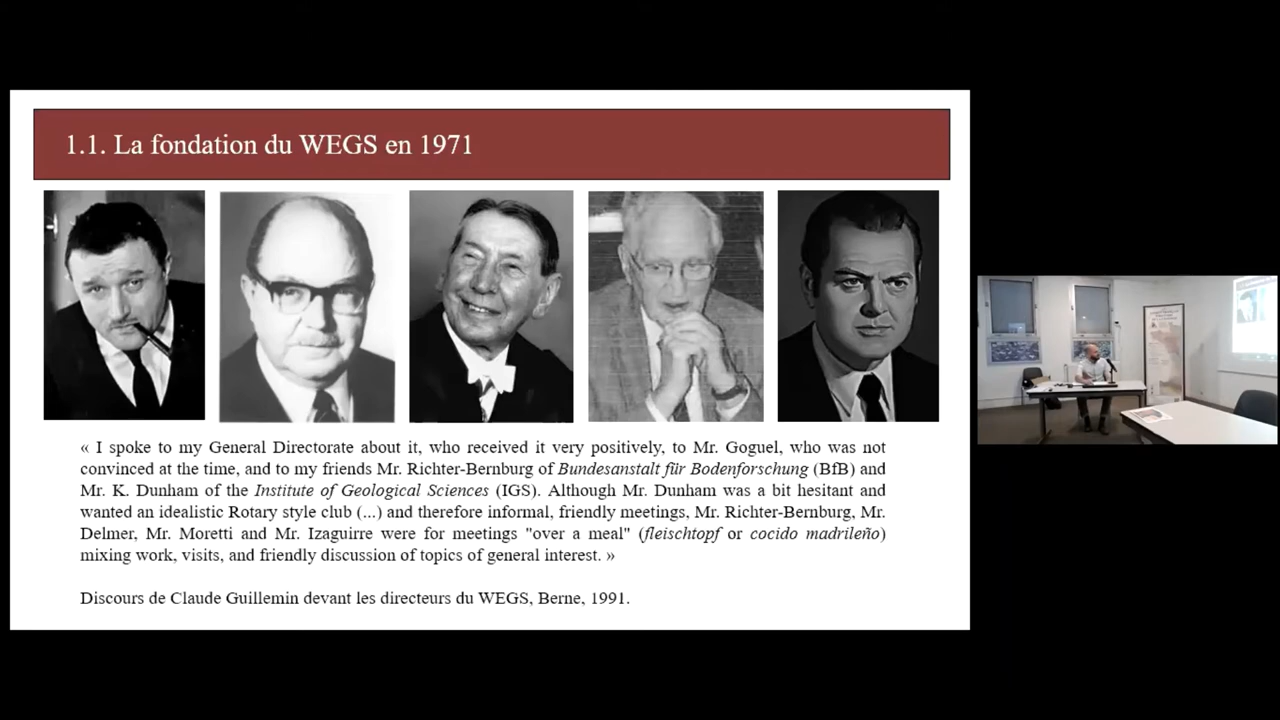 1.1. La fondation du WEGS en 1971
« I spoke to my General Directorate about it, who received it very positively, to Mr. Goguel, who was not
convinced at the time, and to my friends Mr. Richter-Bernburg of Bundesanstalt für Bodenforschung (BfB) and
Mr. K. Dunham of the Institute of Geological Sciences (IGS). Although Mr. Dunham was a bit hesitant and
wanted an idealistic Rotary style club (...) and therefore informal, friendly meetings, Mr. Richter-Bernburg, Mr.
Delmer, Mr. Moretti and Mr. Izaguirre were for meetings "over a meal" (fleischtopf or cocido madrileño)
mixing work, visits, and friendly discussion of topics of general interest. »
Discours de Claude Guillemin devant les directeurs du WEGS, Berne, 1991.